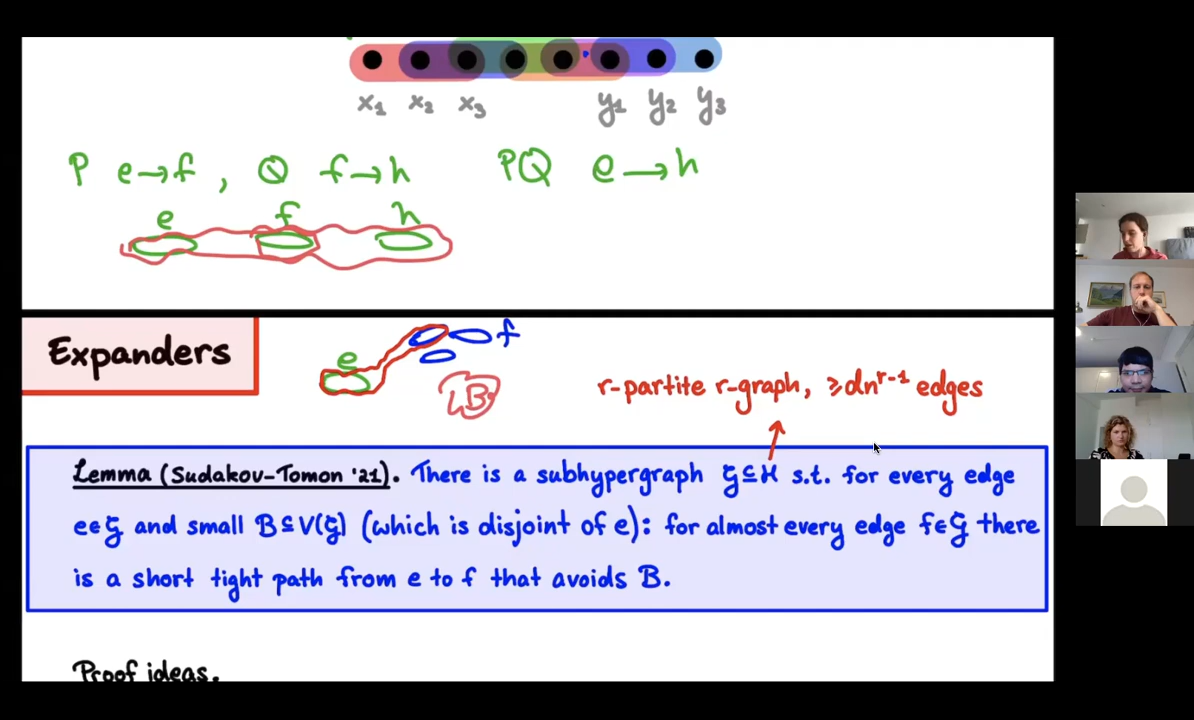 x₁ x₂ x₃ y₁ y₂ y₃
P e→f, Q f→h PQ e→h
e f h
Expanders
e f
B
r-partite r-graph, ≥dn^{r-1} edges
Lemma (Sudakov-Tomon '21). There is a subhypergraph G⊆H s.t. for every edge
e∈G and small B⊆V(G) (which is disjoint of e): for almost every edge f∈G there
is a short tight path from e to f that avoids B.
Proof ideas.